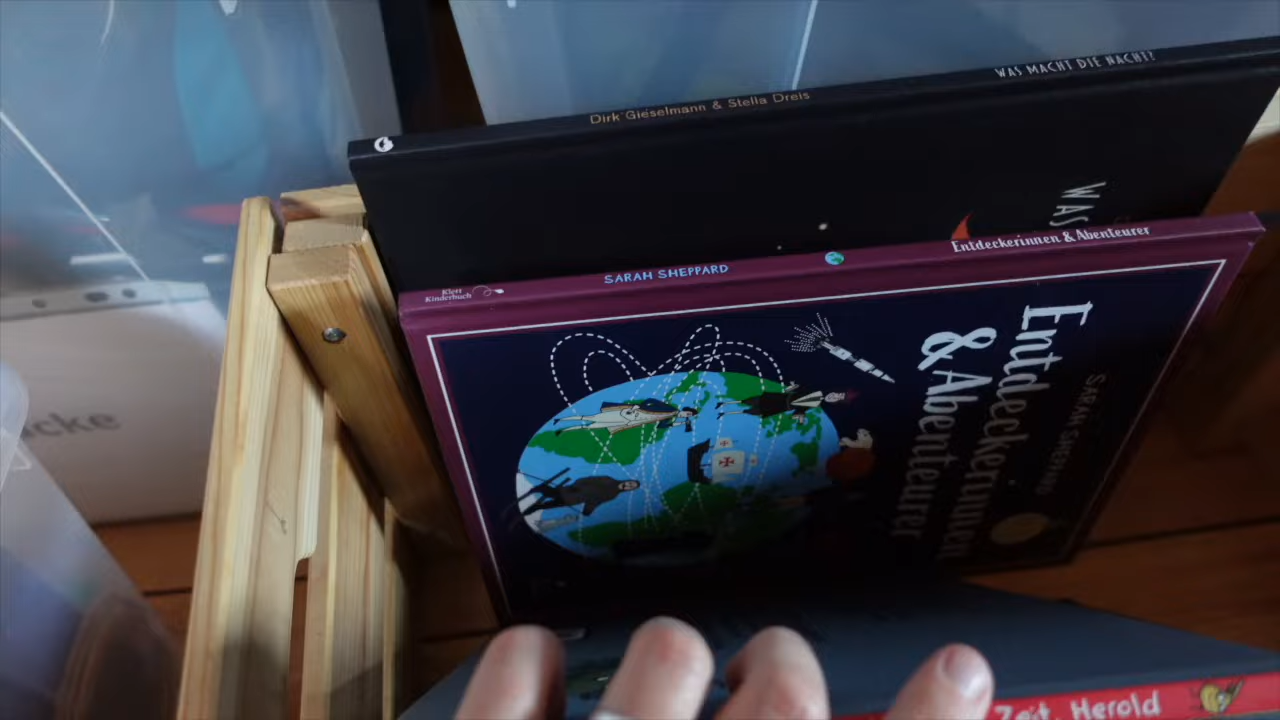 WAS MACHT DIE NACHT?
Dirk Gieselmann & Stella Dreis
WAS
Entdeckerinnen & Abenteurer
SARAH SHEPPARD
Klett
Kinderbuch
SARAH SHEPPARD
Entdeckerinnen
& Abenteurer
Zeit, Herold